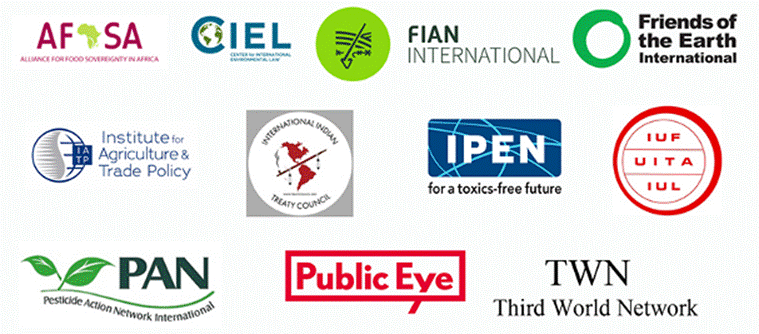 AFSA
ALLIANCE FOR FOOD SOVEREIGNTY IN AFRICA
CIEL
CENTER for INTERNATIONAL
ENVIRONMENTAL LAW
FIAN
INTERNATIONAL
Friends of
the Earth
International
Institute for
Agriculture &
Trade Policy
IA
TP
INTERNATIONAL INDIAN
TREATY COUNCIL
IPEN
for a toxics-free future
IUF
UITA
IUL
PAN
Pesticide Action Network International
Public Eye
TWN
Third World Network